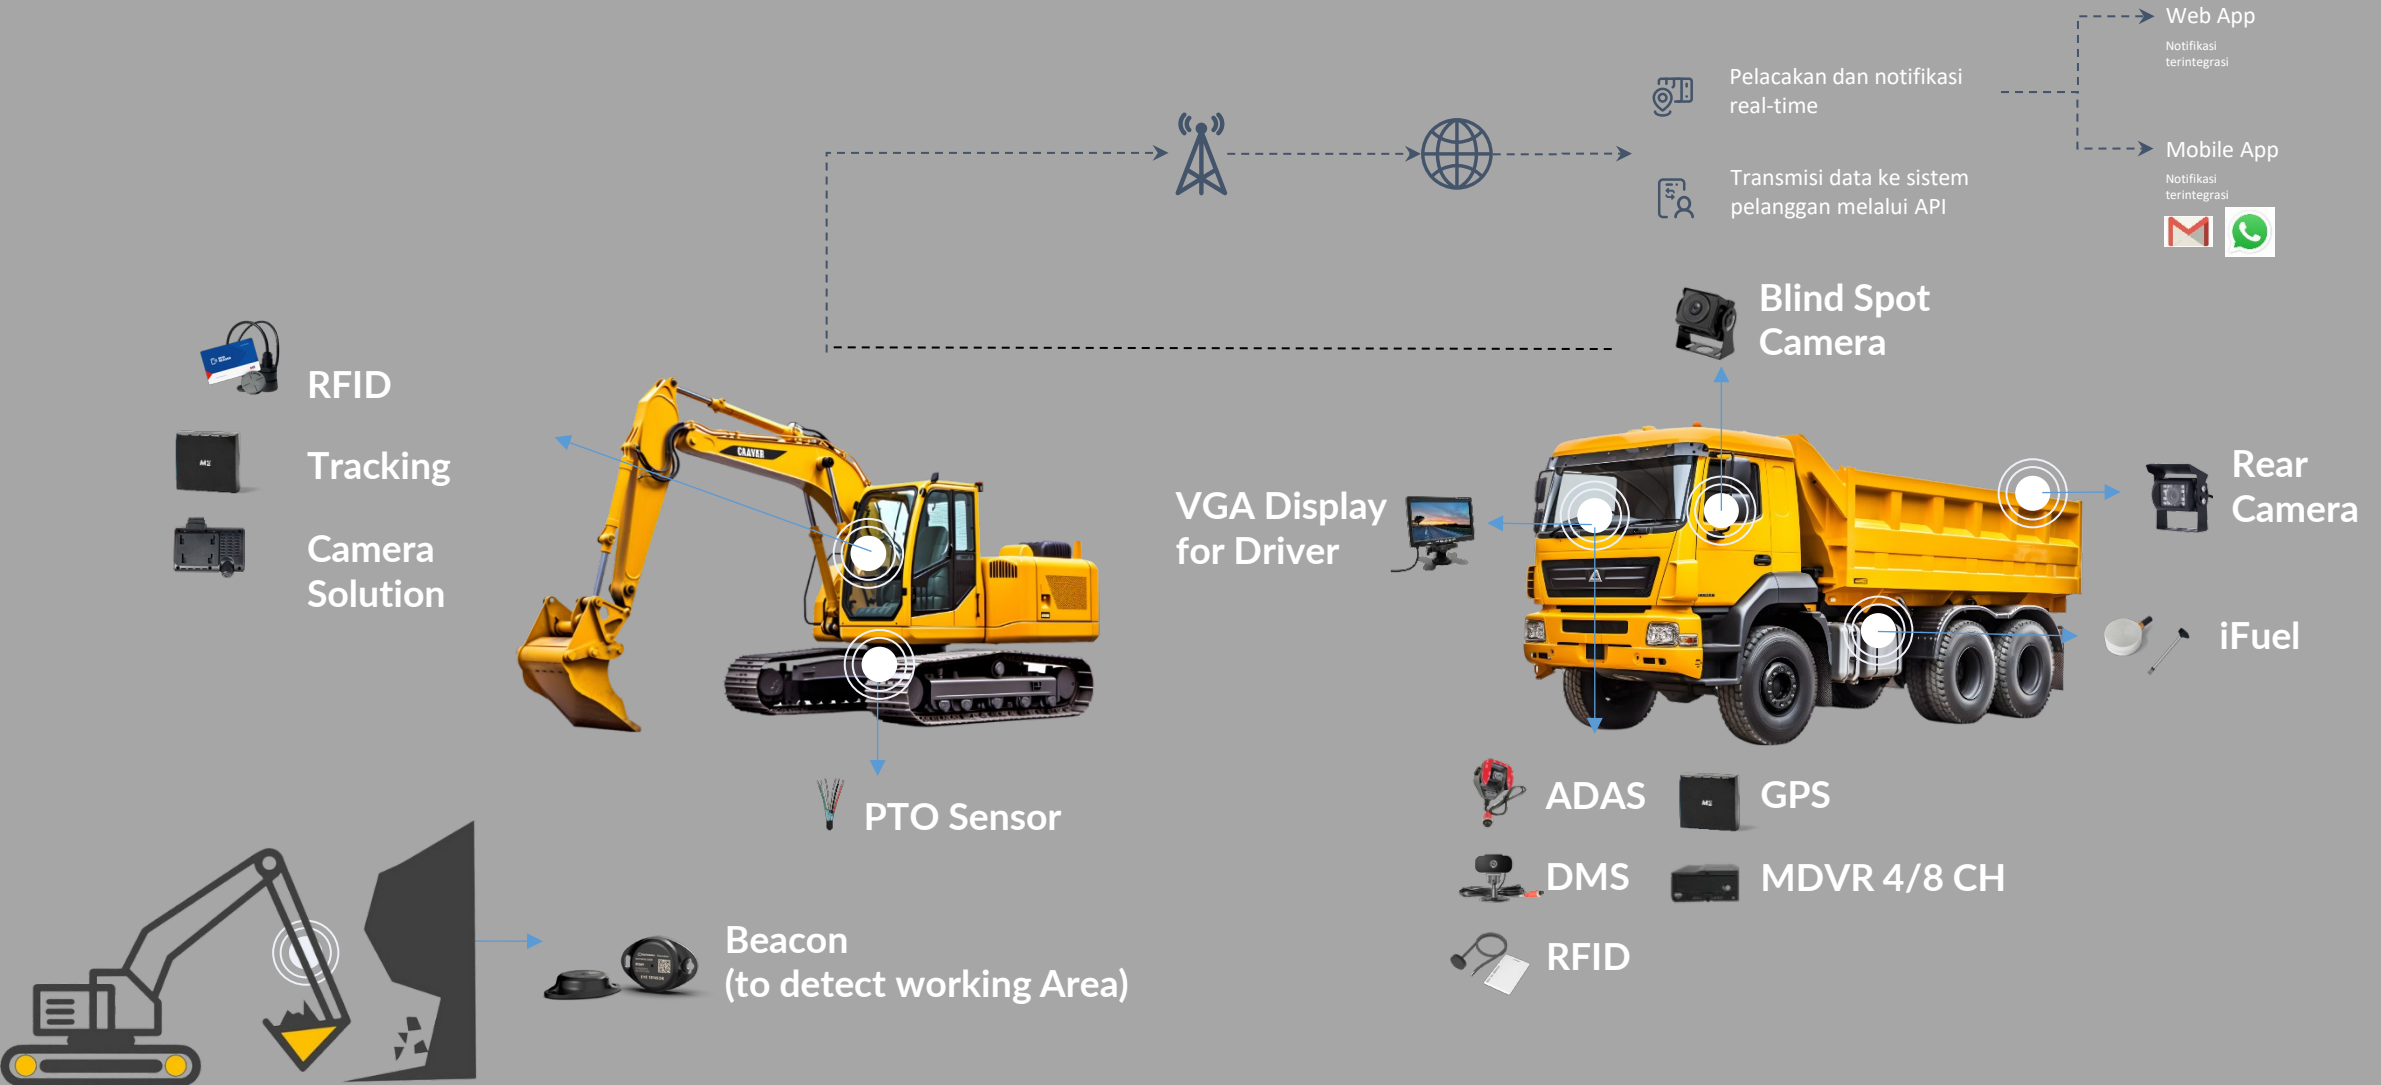 Web App
Notifikasi
terintegrasi
Pelacakan dan notifikasi
real-time
Mobile App
Notifikasi
terintegrasi
Transmisi data ke sistem
pelanggan melalui API
Blind Spot
Camera
RFID
Tracking
Camera
Solution
CRAVER
VGA Display
for Driver
Rear
Camera
iFuel
PTO Sensor
ADAS
GPS
DMS
MDVR 4/8 CH
RFID
Beacon
(to detect working Area)